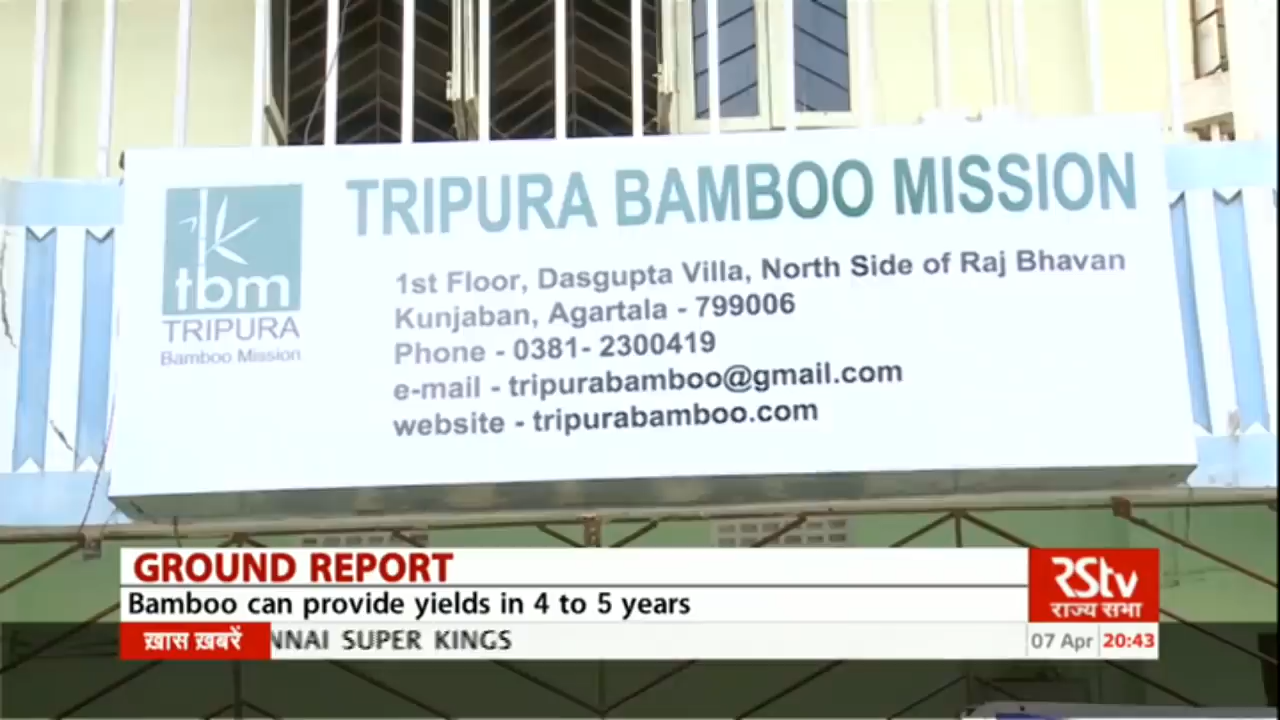 TRIPURA BAMBOO MISSION
tbm
TRIPURA
Bamboo Mission
1st Floor, Dasgupta Villa, North Side of Raj Bhavan
Kunjaban, Agartala - 799006
Phone - 0381- 2300419
e-mail - tripurabamboo@gmail.com
website - tripurabamboo.com
GROUND REPORT
Bamboo can provide yields in 4 to 5 years
RStv
राज्य सभा
ख़ास ख़बरें
NNAI SUPER KINGS
07 Apr 20:43